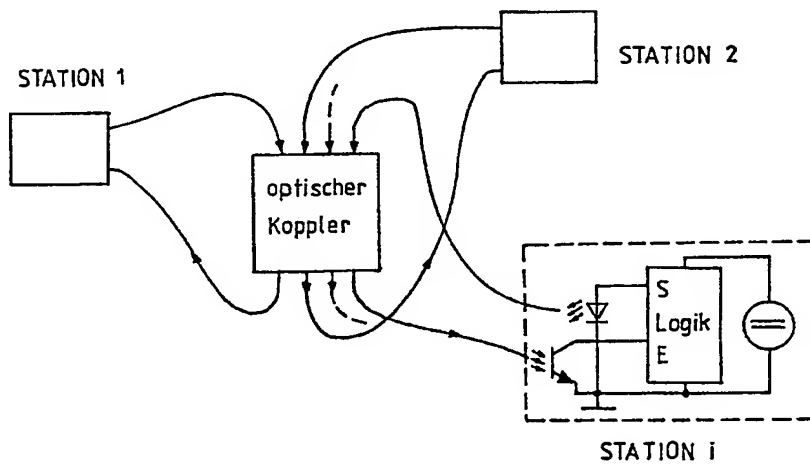 STATION 1
STATION 2
optischer
Koppler
S
Logik
E
STATION i